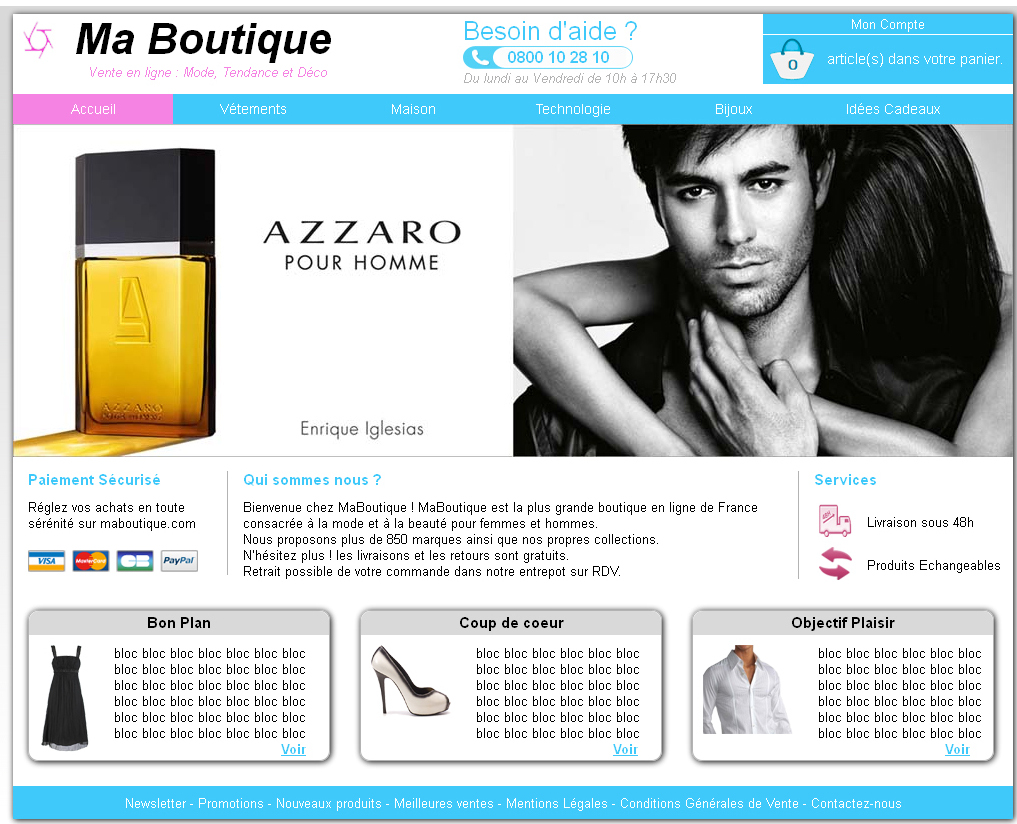 Ma Boutique
Vente en ligne : Mode, Tendance et Déco
Besoin d'aide ?
0800 10 28 10
Du lundi au Vendredi de 10h à 17h30
Mon Compte
0
article(s) dans votre panier.
Accueil Vétements Maison Technologie Bijoux Idées Cadeaux
AZZARO
POUR HOMME
AZZARO
Enrique Iglesias
Paiement Sécurisé
Réglez vos achats en toute
sérénité sur maboutique.com
VISA MasterCard CB PayPal
Qui sommes nous ?
Bienvenue chez MaBoutique ! MaBoutique est la plus grande boutique en ligne de France
consacrée à la mode et à la beauté pour femmes et hommes.
Nous proposons plus de 850 marques ainsi que nos propres collections.
N'hésitez plus ! les livraisons et les retours sont gratuits.
Retrait possible de votre commande dans notre entrepot sur RDV.
Services
Livraison sous 48h
Produits Echangeables
Bon Plan
bloc bloc bloc bloc bloc bloc bloc
bloc bloc bloc bloc bloc bloc bloc
bloc bloc bloc bloc bloc bloc bloc
bloc bloc bloc bloc bloc bloc bloc
bloc bloc bloc bloc bloc bloc bloc
bloc bloc bloc bloc bloc bloc bloc
Voir
Coup de coeur
bloc bloc bloc bloc bloc bloc
bloc bloc bloc bloc bloc bloc
bloc bloc bloc bloc bloc bloc
bloc bloc bloc bloc bloc bloc
bloc bloc bloc bloc bloc bloc
bloc bloc bloc bloc bloc bloc
Voir
Objectif Plaisir
bloc bloc bloc bloc bloc bloc
bloc bloc bloc bloc bloc bloc
bloc bloc bloc bloc bloc bloc
bloc bloc bloc bloc bloc bloc
bloc bloc bloc bloc bloc bloc
bloc bloc bloc bloc bloc bloc
Voir
Newsletter - Promotions - Nouveaux produits - Meilleures ventes - Mentions Légales - Conditions Générales de Vente - Contactez-nous